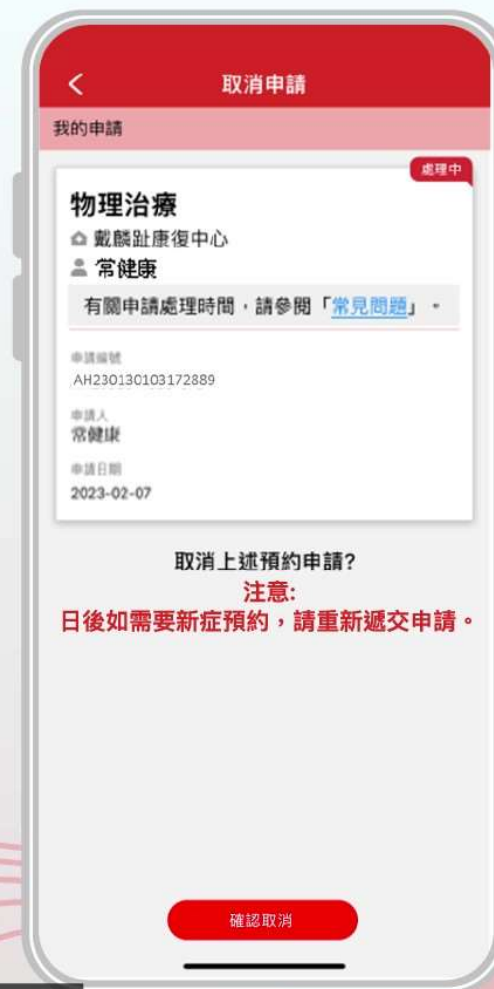 取消申請
我的申請
處理中
物理治療
戴麟趾康復中心
常健康
有關申請處理時間，請參閱「常見問題」。
申請編號
AH230130103172889
申請人
常健康
申請日期
2023-02-07
取消上述預約申請?
注意:
日後如需要新症預約，請重新遞交申請。
確認取消